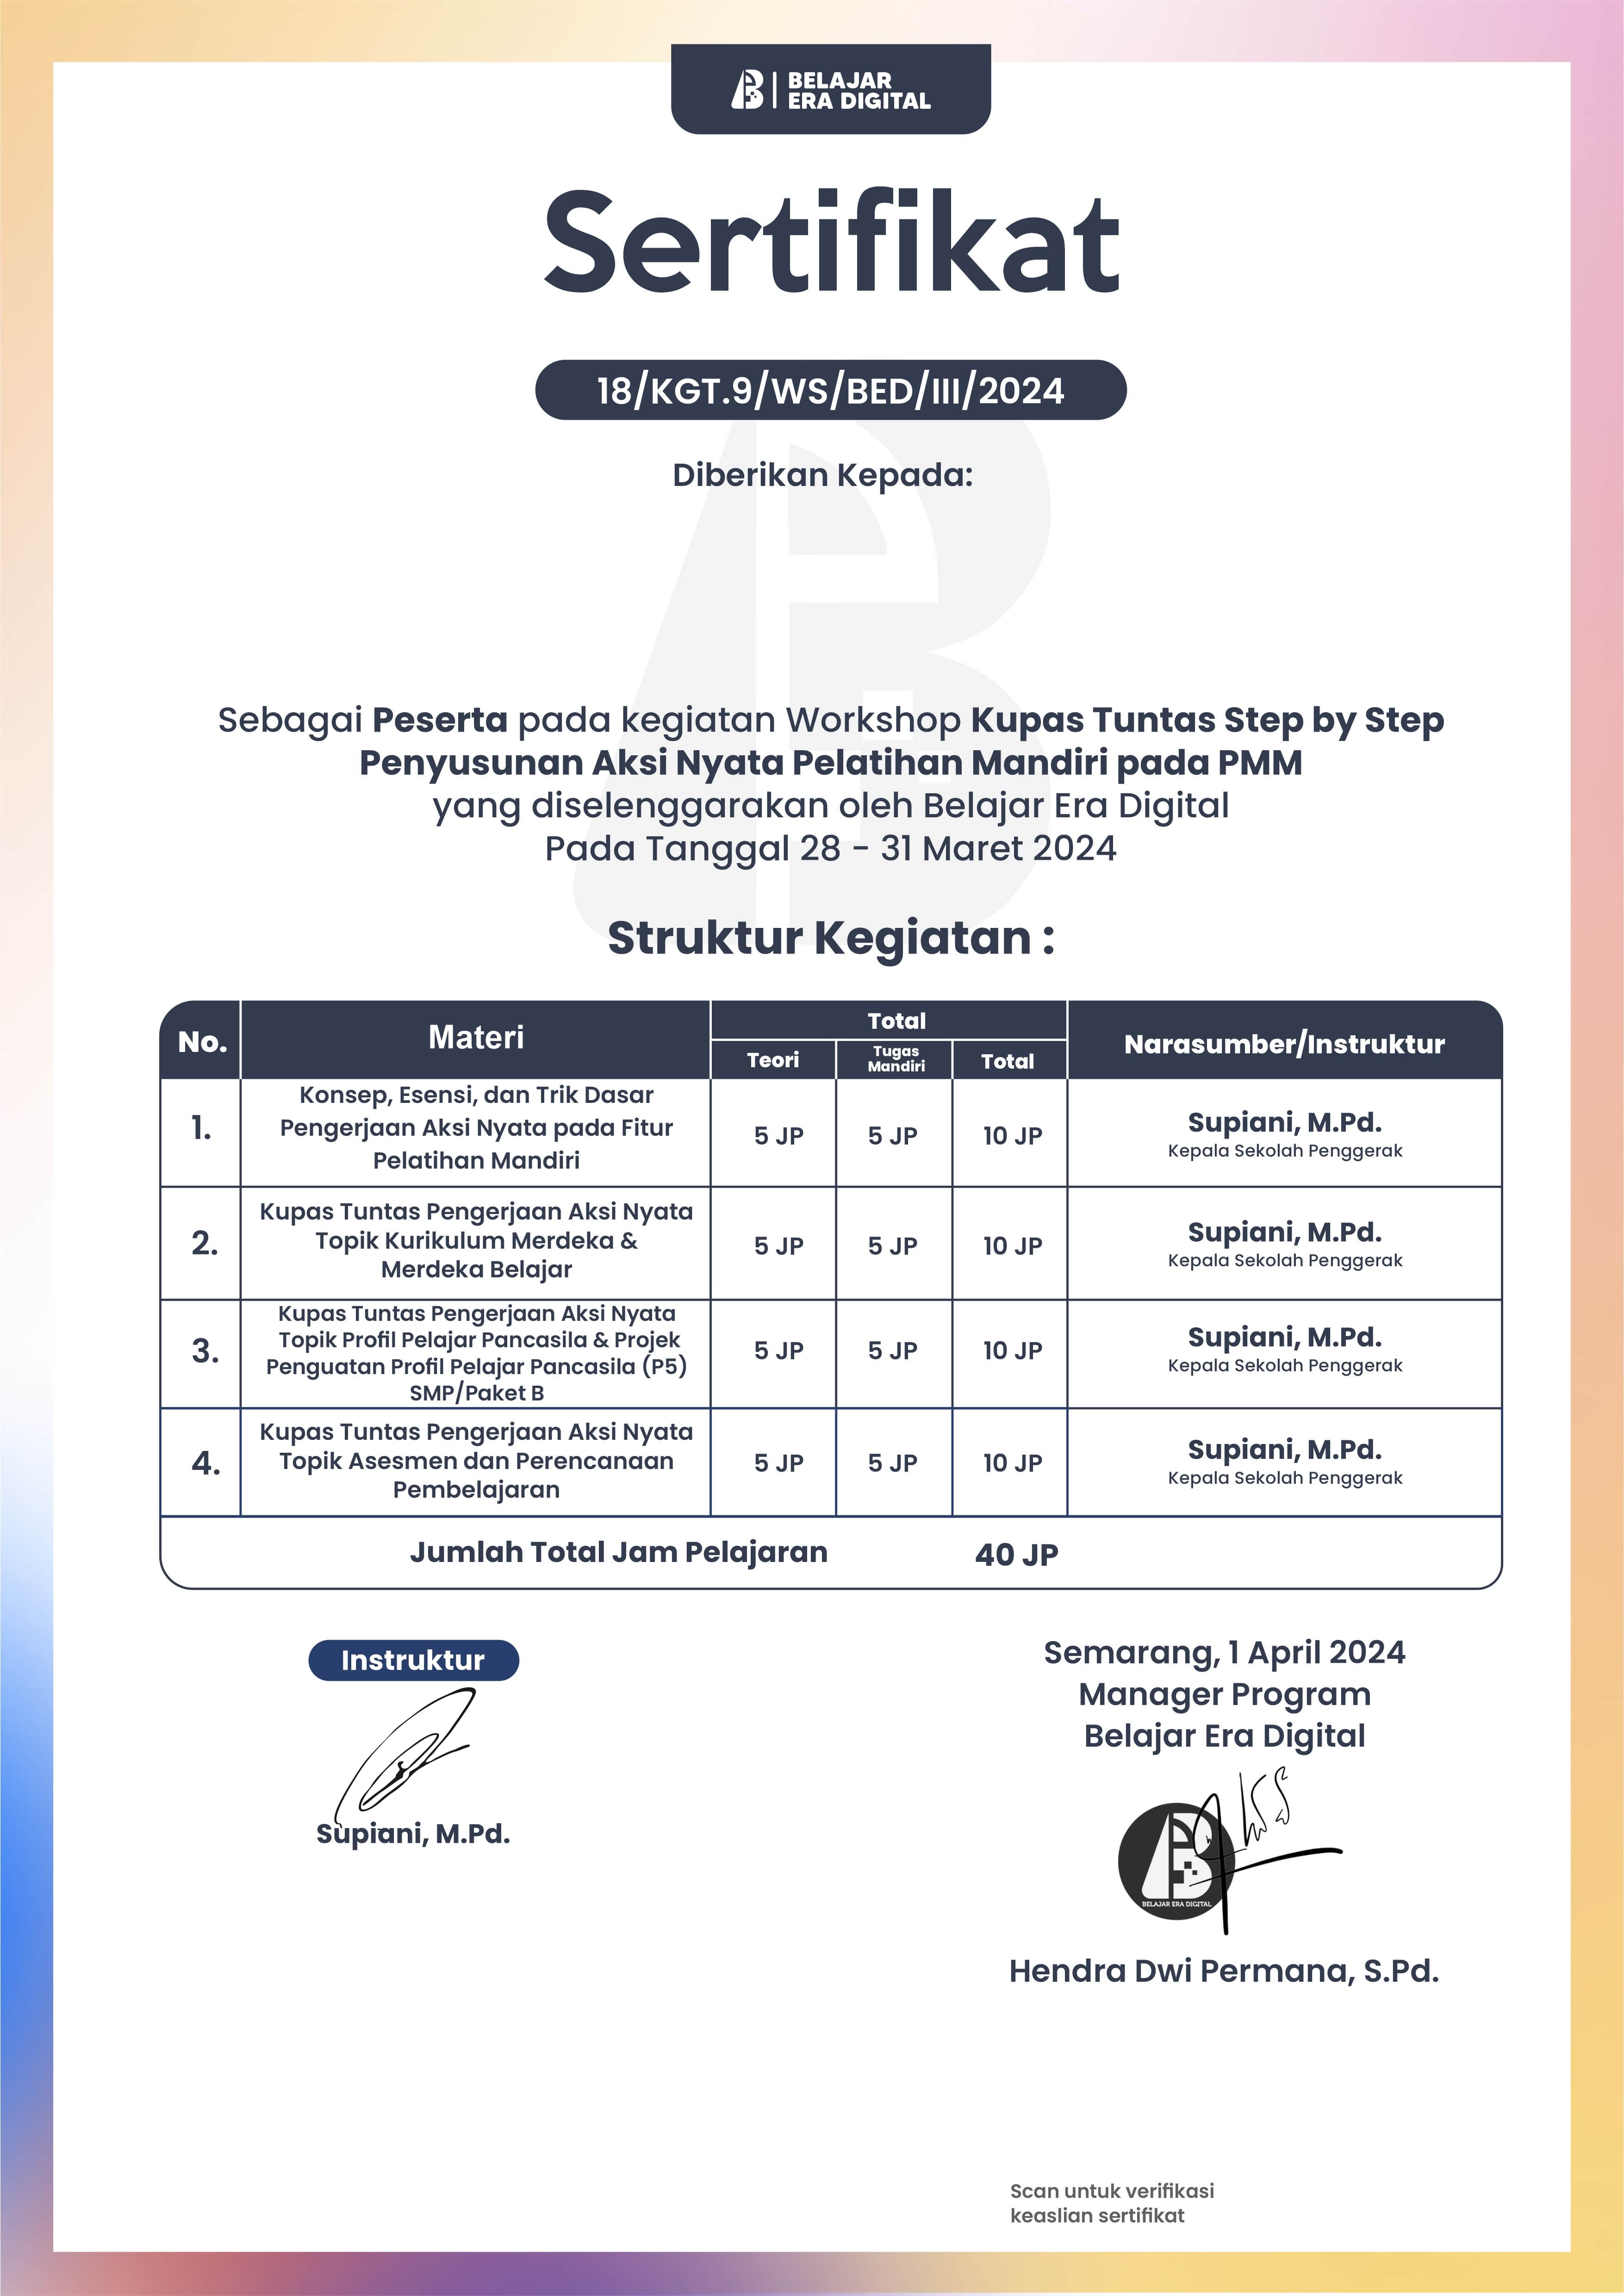 BELAJAR
ERA DIGITAL
Sertifikat
18/KGT.9/WS/BED/III/2024
Diberikan Kepada:
Sebagai Peserta pada kegiatan Workshop Kupas Tuntas Step by Step
Penyusunan Aksi Nyata Pelatihan Mandiri pada PMM
yang diselenggarakan oleh Belajar Era Digital
Pada Tanggal 28 - 31 Maret 2024
Struktur Kegiatan :
No. Materi Total Narasumber/Instruktur
Teori Tugas Mandiri Total
1. Konsep, Esensi, dan Trik Dasar
Pengerjaan Aksi Nyata pada Fitur
Pelatihan Mandiri
5 JP 5 JP 10 JP
Supiani, M.Pd.
Kepala Sekolah Penggerak
2. Kupas Tuntas Pengerjaan Aksi Nyata
Topik Kurikulum Merdeka &
Merdeka Belajar
5 JP 5 JP 10 JP
Supiani, M.Pd.
Kepala Sekolah Penggerak
3. Kupas Tuntas Pengerjaan Aksi Nyata
Topik Profil Pelajar Pancasila & Projek
Penguatan Profil Pelajar Pancasila (P5)
SMP/Paket B
5 JP 5 JP 10 JP
Supiani, M.Pd.
Kepala Sekolah Penggerak
4. Kupas Tuntas Pengerjaan Aksi Nyata
Topik Asesmen dan Perencanaan
Pembelajaran
5 JP 5 JP 10 JP
Supiani, M.Pd.
Kepala Sekolah Penggerak
Jumlah Total Jam Pelajaran 40 JP
Instruktur
Supiani, M.Pd.
Semarang, 1 April 2024
Manager Program
Belajar Era Digital
BELAJAR ERA DIGITAL
Hendra Dwi Permana, S.Pd.
Scan untuk verifikasi
keaslian sertifikat